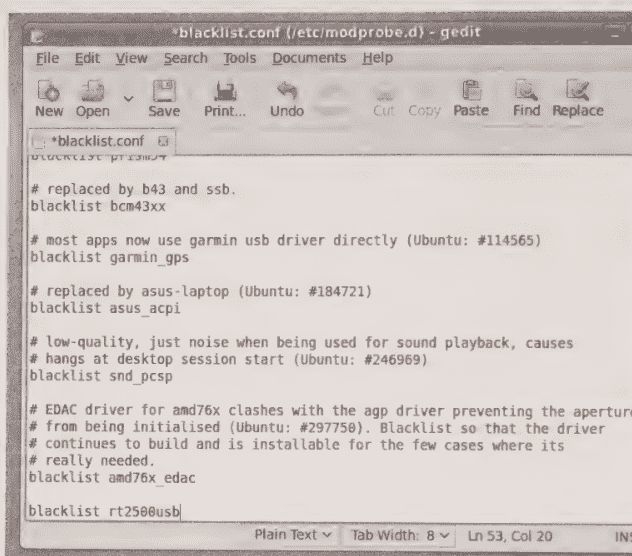 *blacklist.conf (/etc/modprobe.d) - gedit
File Edit View Search Tools Documents Help
New Open Save Print... Undo Cut Copy Paste Find Replace
*blacklist.conf
blacklist prism54
# replaced by b43 and ssb.
blacklist bcm43xx
# most apps now use garmin usb driver directly (Ubuntu: #114565)
blacklist garmin_gps
# replaced by asus-laptop (Ubuntu: #184721)
blacklist asus_acpi
# low-quality, just noise when being used for sound playback, causes
# hangs at desktop session start (Ubuntu: #246969)
blacklist snd_pcsp
# EDAC driver for amd76x clashes with the agp driver preventing the aperture
# from being initialised (Ubuntu: #297750). Blacklist so that the driver
# continues to build and is installable for the few cases where its
# really needed.
blacklist amd76x_edac
blacklist rt2500usb
Plain Text Tab Width: 8 Ln 53, Col 20 INS